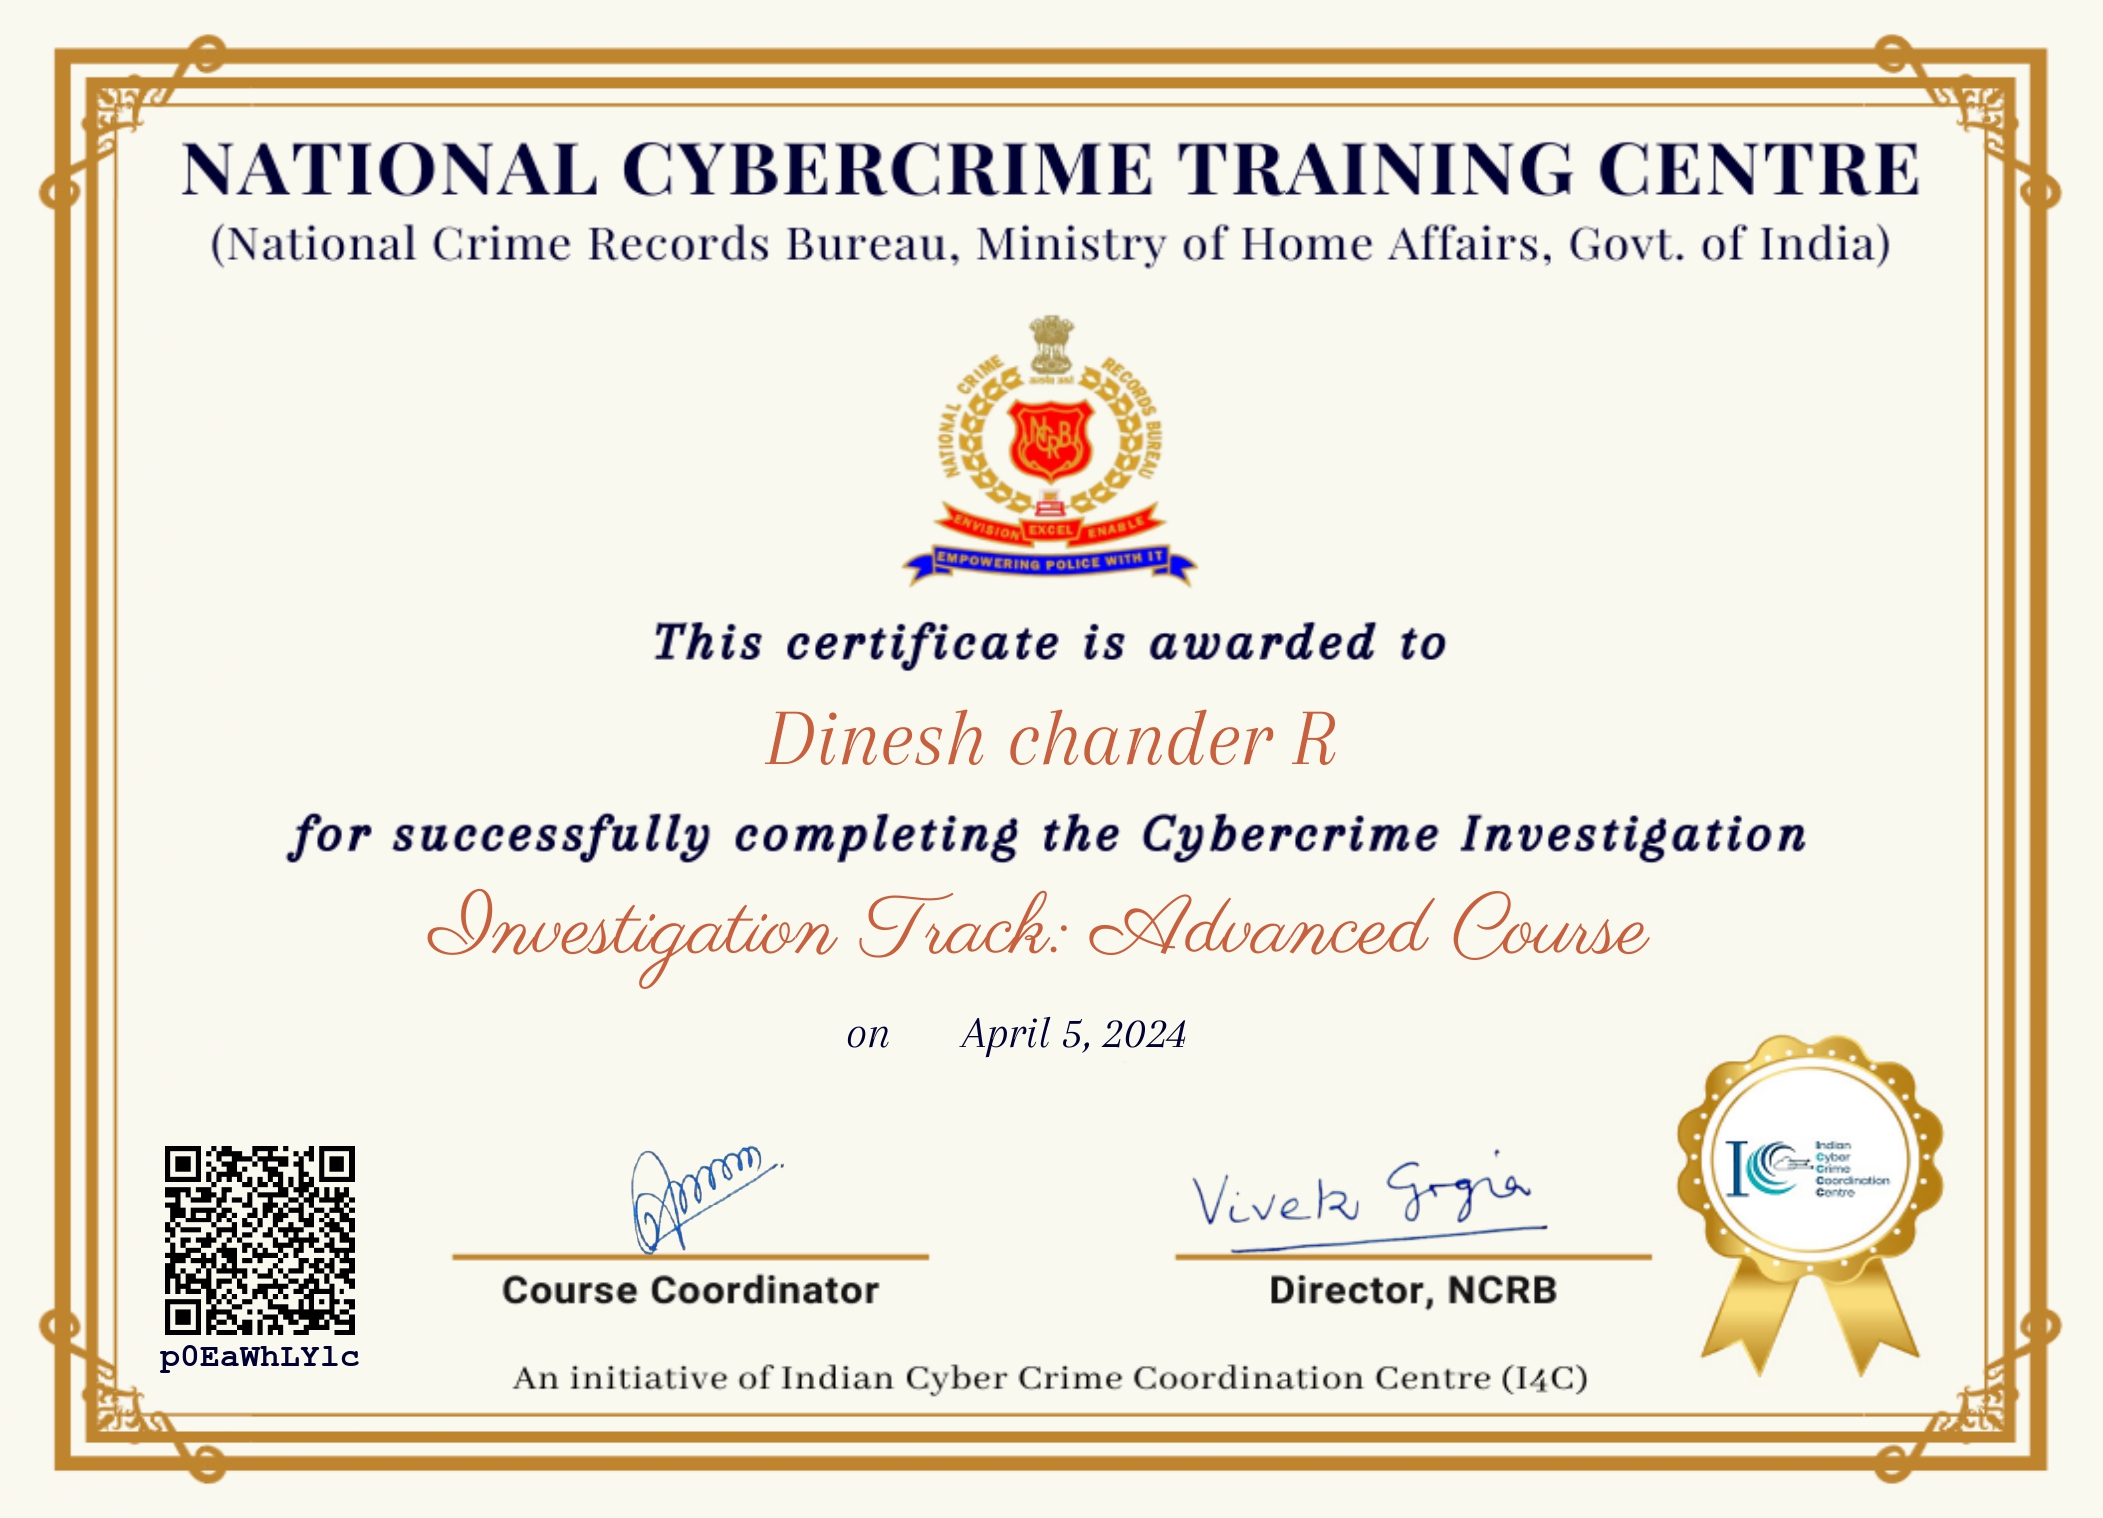 NATIONAL CYBERCRIME TRAINING CENTRE
(National Crime Records Bureau, Ministry of Home Affairs, Govt. of India)
NATIONAL CRIME RECORDS BUREAU
NCRB
ENVISION EXCEL ENABLE
EMPOWERING POLICE WITH IT
This certificate is awarded to
Dinesh chander R
for successfully completing the Cybercrime Investigation
Investigation Track: Advanced Course
on April 5, 2024
Indian
Cyber
Crime
Coordination
Centre
Vivek Gogia
Course Coordinator
Director, NCRB
p0EaWhLYlc
An initiative of Indian Cyber Crime Coordination Centre (I4C)